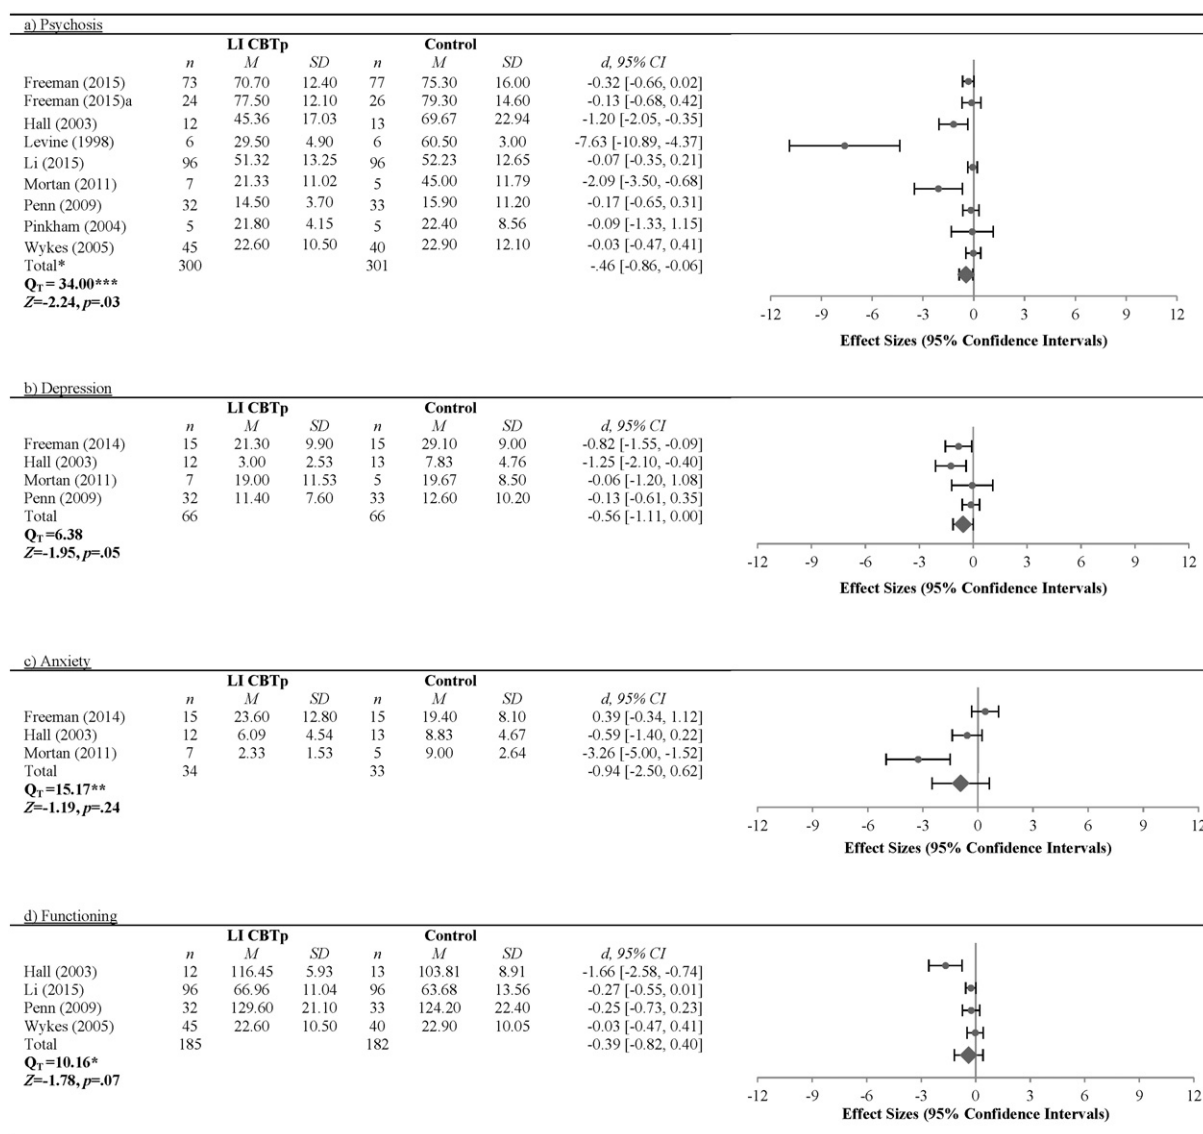 a) Psychosis
LI CBTp Control
n M SD n M SD d, 95% CI
Freeman (2015) 73 70.70 12.40 77 75.30 16.00 -0.32 [-0.66, 0.02]
Freeman (2015)a 24 77.50 12.10 26 79.30 14.60 -0.13 [-0.68, 0.42]
Hall (2003) 12 45.36 17.03 13 69.67 22.94 -1.20 [-2.05, -0.35]
Levine (1998) 6 29.50 4.90 6 60.50 3.00 -7.63 [-10.89, -4.37]
Li (2015) 96 51.32 13.25 96 52.23 12.65 -0.07 [-0.35, 0.21]
Mortan (2011) 7 21.33 11.02 5 45.00 11.79 -2.09 [-3.50, -0.68]
Penn (2009) 32 14.50 3.70 33 15.90 11.20 -0.17 [-0.65, 0.31]
Pinkham (2004) 5 21.80 4.15 5 22.40 8.56 -0.09 [-1.33, 1.15]
Wykes (2005) 45 22.60 10.50 40 22.90 12.10 -0.03 [-0.47, 0.41]
Total* 300 301 -.46 [-0.86, -0.06]
QT = 34.00***
Z=-2.24, p=.03
-12 -9 -6 -3 0 3 6 9 12
Effect Sizes (95% Confidence Intervals)
b) Depression
LI CBTp Control
n M SD n M SD d, 95% CI
Freeman (2014) 15 21.30 9.90 15 29.10 9.00 -0.82 [-1.55, -0.09]
Hall (2003) 12 3.00 2.53 13 7.83 4.76 -1.25 [-2.10, -0.40]
Mortan (2011) 7 19.00 11.53 5 19.67 8.50 -0.06 [-1.20, 1.08]
Penn (2009) 32 11.40 7.60 33 12.60 10.20 -0.13 [-0.61, 0.35]
Total 66 66 -0.56 [-1.11, 0.00]
QT =6.38
Z=-1.95, p=.05
-12 -9 -6 -3 0 3 6 9 12
Effect Sizes (95% Confidence Intervals)
c) Anxiety
LI CBTp Control
n M SD n M SD d, 95% CI
Freeman (2014) 15 23.60 12.80 15 19.40 8.10 0.39 [-0.34, 1.12]
Hall (2003) 12 6.09 4.54 13 8.83 4.67 -0.59 [-1.40, 0.22]
Mortan (2011) 7 2.33 1.53 5 9.00 2.64 -3.26 [-5.00, -1.52]
Total 34 33 -0.94 [-2.50, 0.62]
QT =15.17**
Z=-1.19, p=.24
-12 -9 -6 -3 0 3 6 9 12
Effect Sizes (95% Confidence Intervals)
d) Functioning
LI CBTp Control
n M SD n M SD d, 95% CI
Hall (2003) 12 116.45 5.93 13 103.81 8.91 -1.66 [-2.58, -0.74]
Li (2015) 96 66.96 11.04 96 63.68 13.56 -0.27 [-0.55, 0.01]
Penn (2009) 32 129.60 21.10 33 124.20 22.40 -0.25 [-0.73, 0.23]
Wykes (2005) 45 22.60 10.50 40 22.90 10.05 -0.03 [-0.47, 0.41]
Total 185 182 -0.39 [-0.82, 0.40]
QT =10.16*
Z=-1.78, p=.07
-12 -9 -6 -3 0 3 6 9 12
Effect Sizes (95% Confidence Intervals)